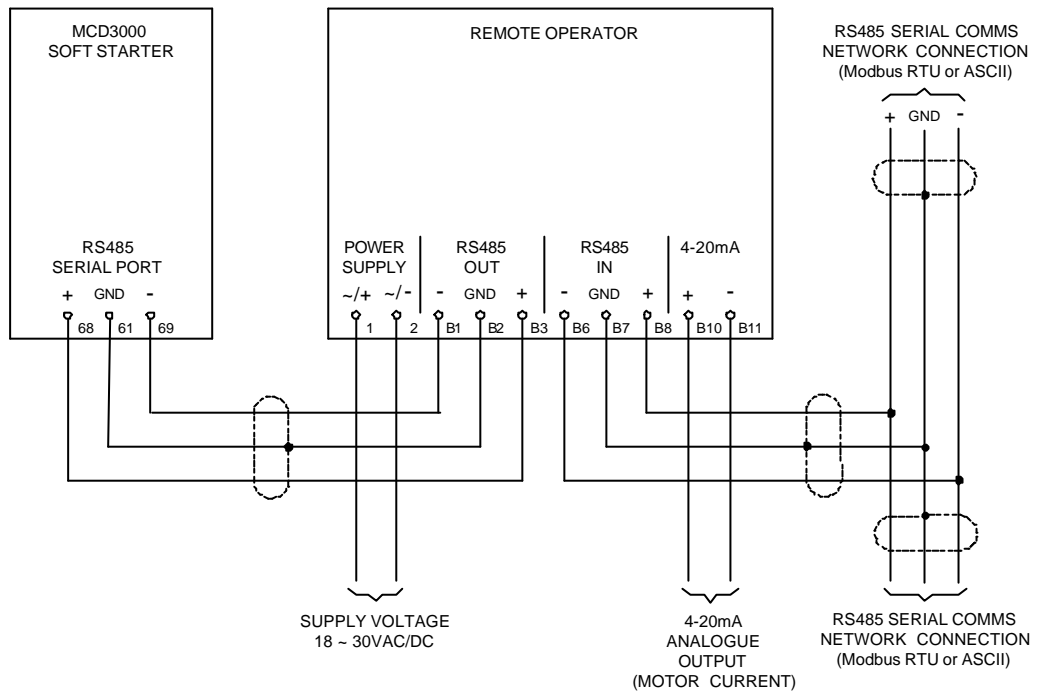 MCD3000
SOFT STARTER
REMOTE OPERATOR
RS485 SERIAL COMMS
NETWORK CONNECTION
(Modbus RTU or ASCII)
+ GND -
RS485
SERIAL PORT
+ GND -
68 61 69
POWER
SUPPLY
~/+ ~/-
1 2
RS485
OUT
- GND +
B1 B2 B3
RS485
IN
- GND +
B6 B7 B8
4-20mA
+ -
B10 B11
SUPPLY VOLTAGE
18 ~ 30VAC/DC
4-20mA
ANALOGUE
OUTPUT
(MOTOR CURRENT)
RS485 SERIAL COMMS
NETWORK CONNECTION
(Modbus RTU or ASCII)